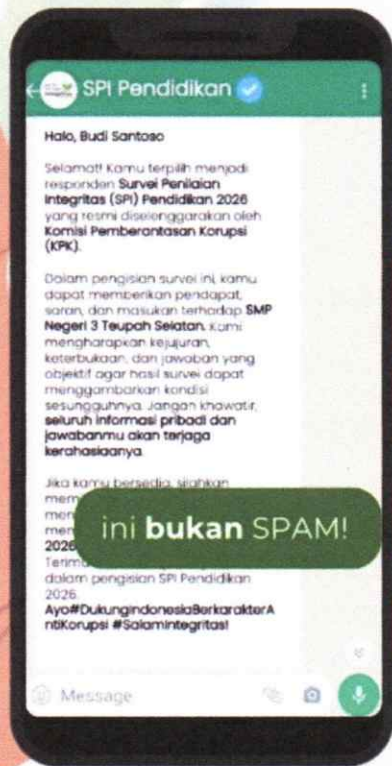 SPI Pendidikan
Halo, Budi Santoso
Selamat! Kamu terpilih menjadi
responden Survei Penilaian
Integritas (SPI) Pendidikan 2026
yang resmi diselenggarakan oleh
Komisi Pemberantasan Korupsi
(KPK).
Dalam pengisian survei ini, kamu
dapat memberikan pendapat,
saran, dan masukan terhadap SMP
Negeri 3 Teupah Selatan. Kami
mengharapkan kejujuran,
keterbukaan, dan jawaban yang
objektif agar hasil survei dapat
menggambarkan kondisi
sesungguhnya. Jangan khawatir,
seluruh informasi pribadi dan
jawabanmu akan terjaga
kerahasiaannya.
Jika kamu bersedia, silahkan
ini bukan SPAM!
2026
dalam pengisian SPI Pendidikan
2026.
Ayo#DukungIndonesiaBerkarakterA
ntiKorupsi #SalamIntegritas!
Message